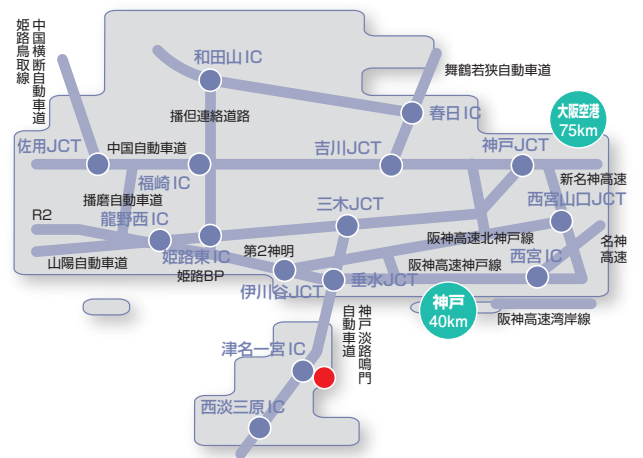 中国横断自動車道
姫路鳥取線
和田山IC
舞鶴若狭自動車道
大阪空港
75km
播但連絡道路
春日IC
佐用JCT
中国自動車道
吉川JCT
神戸JCT
福崎IC
新名神高速
播磨自動車道
西宮山口JCT
R2
龍野西IC
三木JCT
阪神高速北神戸線
名神
高速
山陽自動車道
姫路東IC
第2神明
西宮IC
姫路BP
阪神高速神戸線
伊川谷JCT
垂水JCT
神戸
40km
神戸淡路鳴門
自動車道
阪神高速湾岸線
津名一宮IC
西淡三原IC